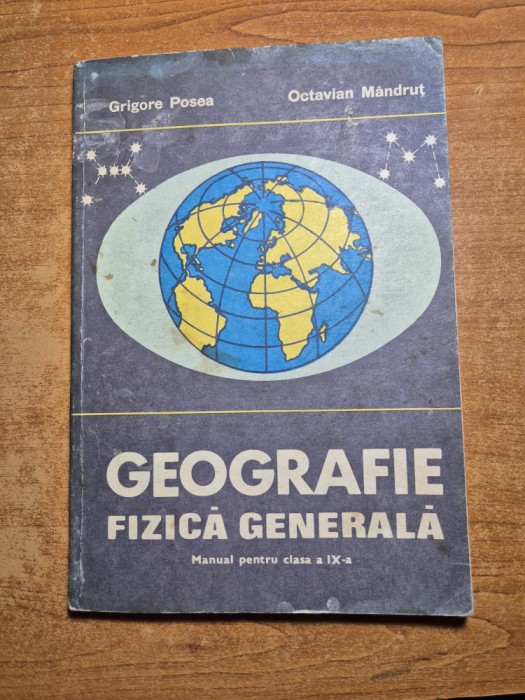 Grigore Posea Octavian Mândruț
GEOGRAFIE
FIZICĂ GENERALĂ
Manual pentru clasa a IX-a